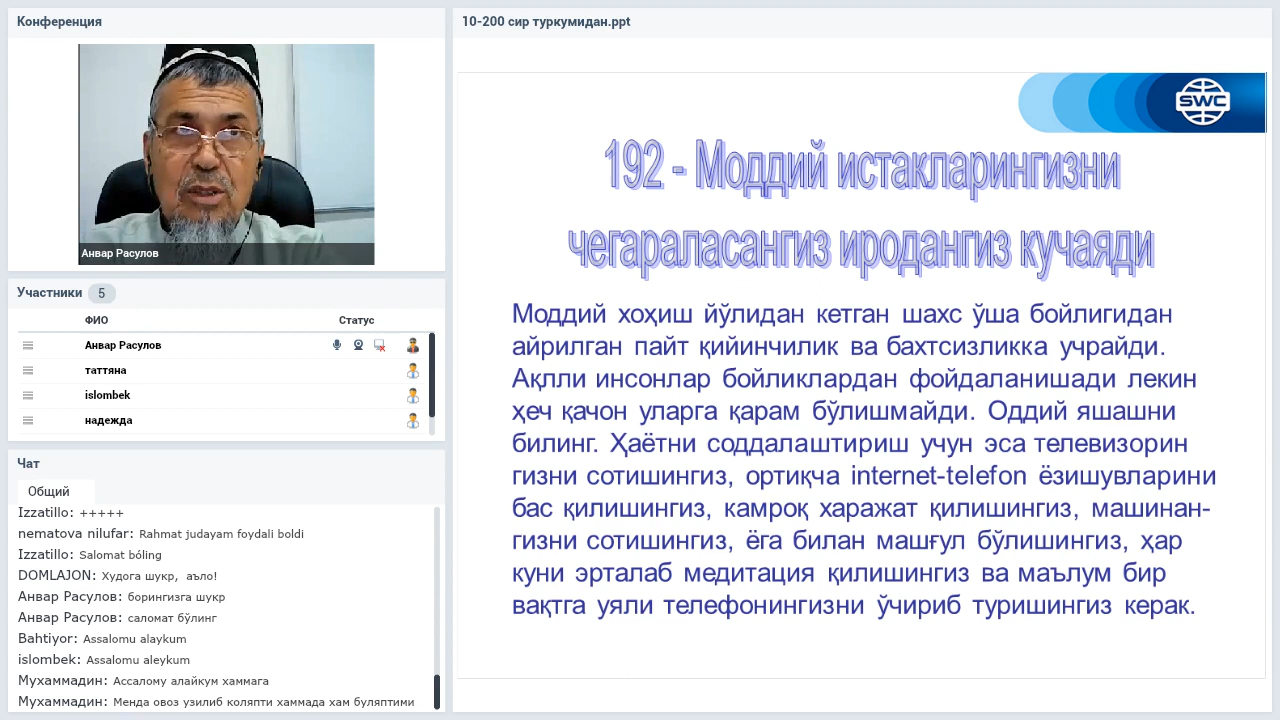 Конференция
Анвар Расулов
Участники 5
ФИО Статус
Анвар Расулов
таттяна
islombek
надежда
Чат
Общий
Izzatillo: +++++
nematova nilufar: Rahmat judayam foydali boldi
Izzatillo: Salomat bóling
DOMLAJON: Худога шукр, аъло!
Анвар Расулов: борингизга шукр
Анвар Расулов: саломат бўлинг
Bahtiyor: Assalomu alaykum
islombek: Assalomu aleykum
Мухаммадин: Ассалому алайкум хаммага
Мухаммадин: Менда овоз узилиб коляпти хаммада хам буляптими
10-200 сир туркумидан.ppt
SWC
192 - Моддий истакларингизни
чегараласангиз иродангиз кучаяди
Моддий хоҳиш йўлидан кетган шахс ўша бойлигидан
айрилган пайт қийинчилик ва бахтсизликка учрайди.
Ақлли инсонлар бойликлардан фойдаланишади лекин
ҳеч қачон уларга қарам бўлишмайди. Оддий яшашни
билинг. Ҳаётни соддалаштириш учун эса телевизорин
гизни сотишингиз, ортиқча internet-telefon ёзишувларини
бас қилишингиз, камроқ харажат қилишингиз, машинан-
гизни сотишингиз, ёга билан машғул бўлишингиз, ҳар
куни эрталаб медитация қилишингиз ва маълум бир
вақтга уяли телефонингизни ўчириб туришингиз керак.